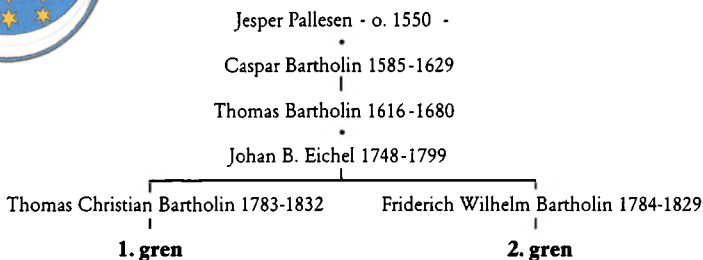 Jesper Pallesen - o. 1550 -
Caspar Bartholin 1585-1629
Thomas Bartholin 1616-1680
Johan B. Eichel 1748-1799
Thomas Christian Bartholin 1783-1832 Friderich Wilhelm Bartholin 1784-1829
1. gren 2. gren